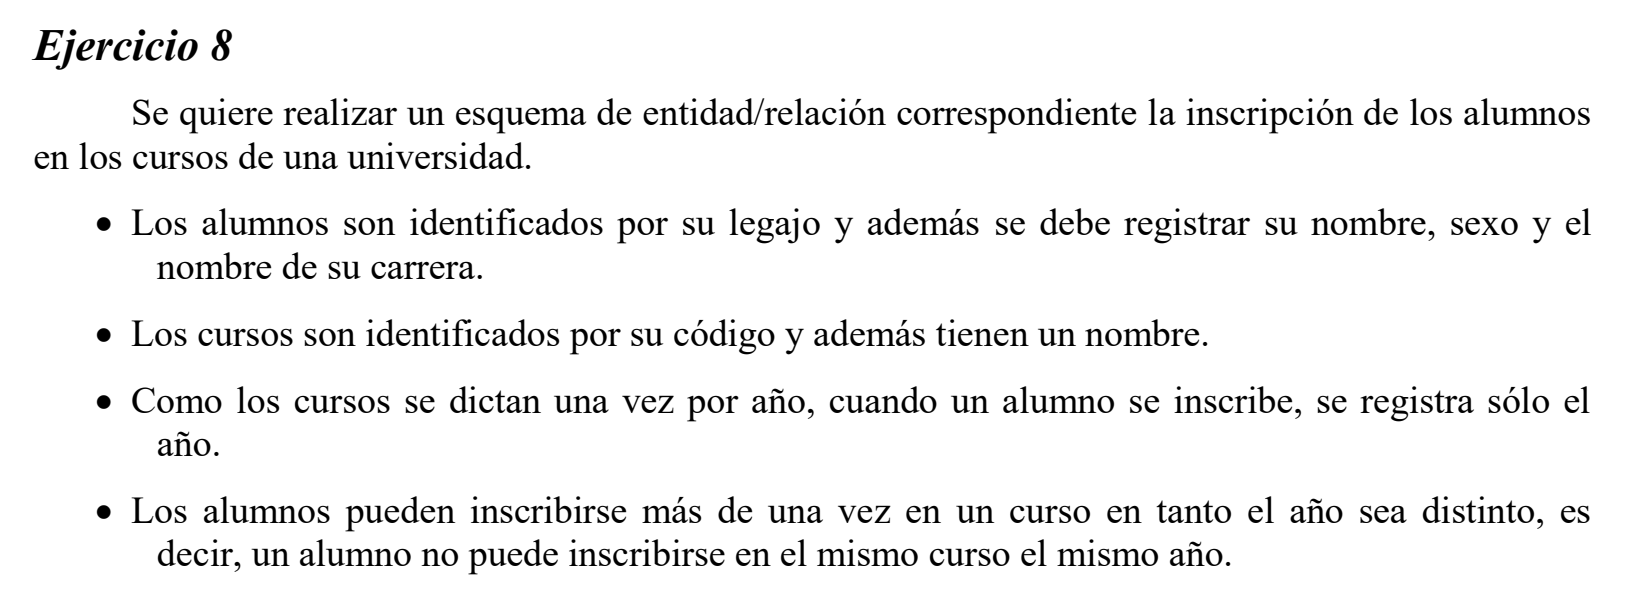 Ejercicio 8
Se quiere realizar un esquema de entidad/relación correspondiente la inscripción de los alumnos
en los cursos de una universidad.
• Los alumnos son identificados por su legajo y además se debe registrar su nombre, sexo y el
nombre de su carrera.
• Los cursos son identificados por su código y además tienen un nombre.
• Como los cursos se dictan una vez por año, cuando un alumno se inscribe, se registra sólo el
año.
• Los alumnos pueden inscribirse más de una vez en un curso en tanto el año sea distinto, es
decir, un alumno no puede inscribirse en el mismo curso el mismo año.